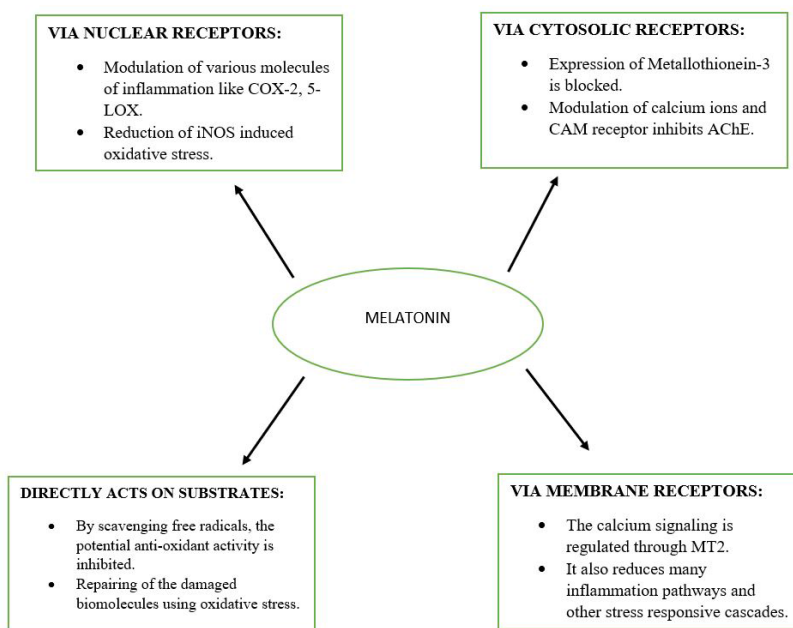 VIA NUCLEAR RECEPTORS:
• Modulation of various molecules
of inflammation like COX-2, 5-
LOX.
• Reduction of iNOS induced
oxidative stress.
VIA CYTOSOLIC RECEPTORS:
• Expression of Metallothionein-3
is blocked.
• Modulation of calcium ions and
CAM receptor inhibits AChE.
MELATONIN
DIRECTLY ACTS ON SUBSTRATES:
• By scavenging free radicals, the
potential anti-oxidant activity is
inhibited.
• Repairing of the damaged
biomolecules using oxidative stress.
VIA MEMBRANE RECEPTORS:
• The calcium signaling is
regulated through MT2.
• It also reduces many
inflammation pathways and
other stress responsive cascades.